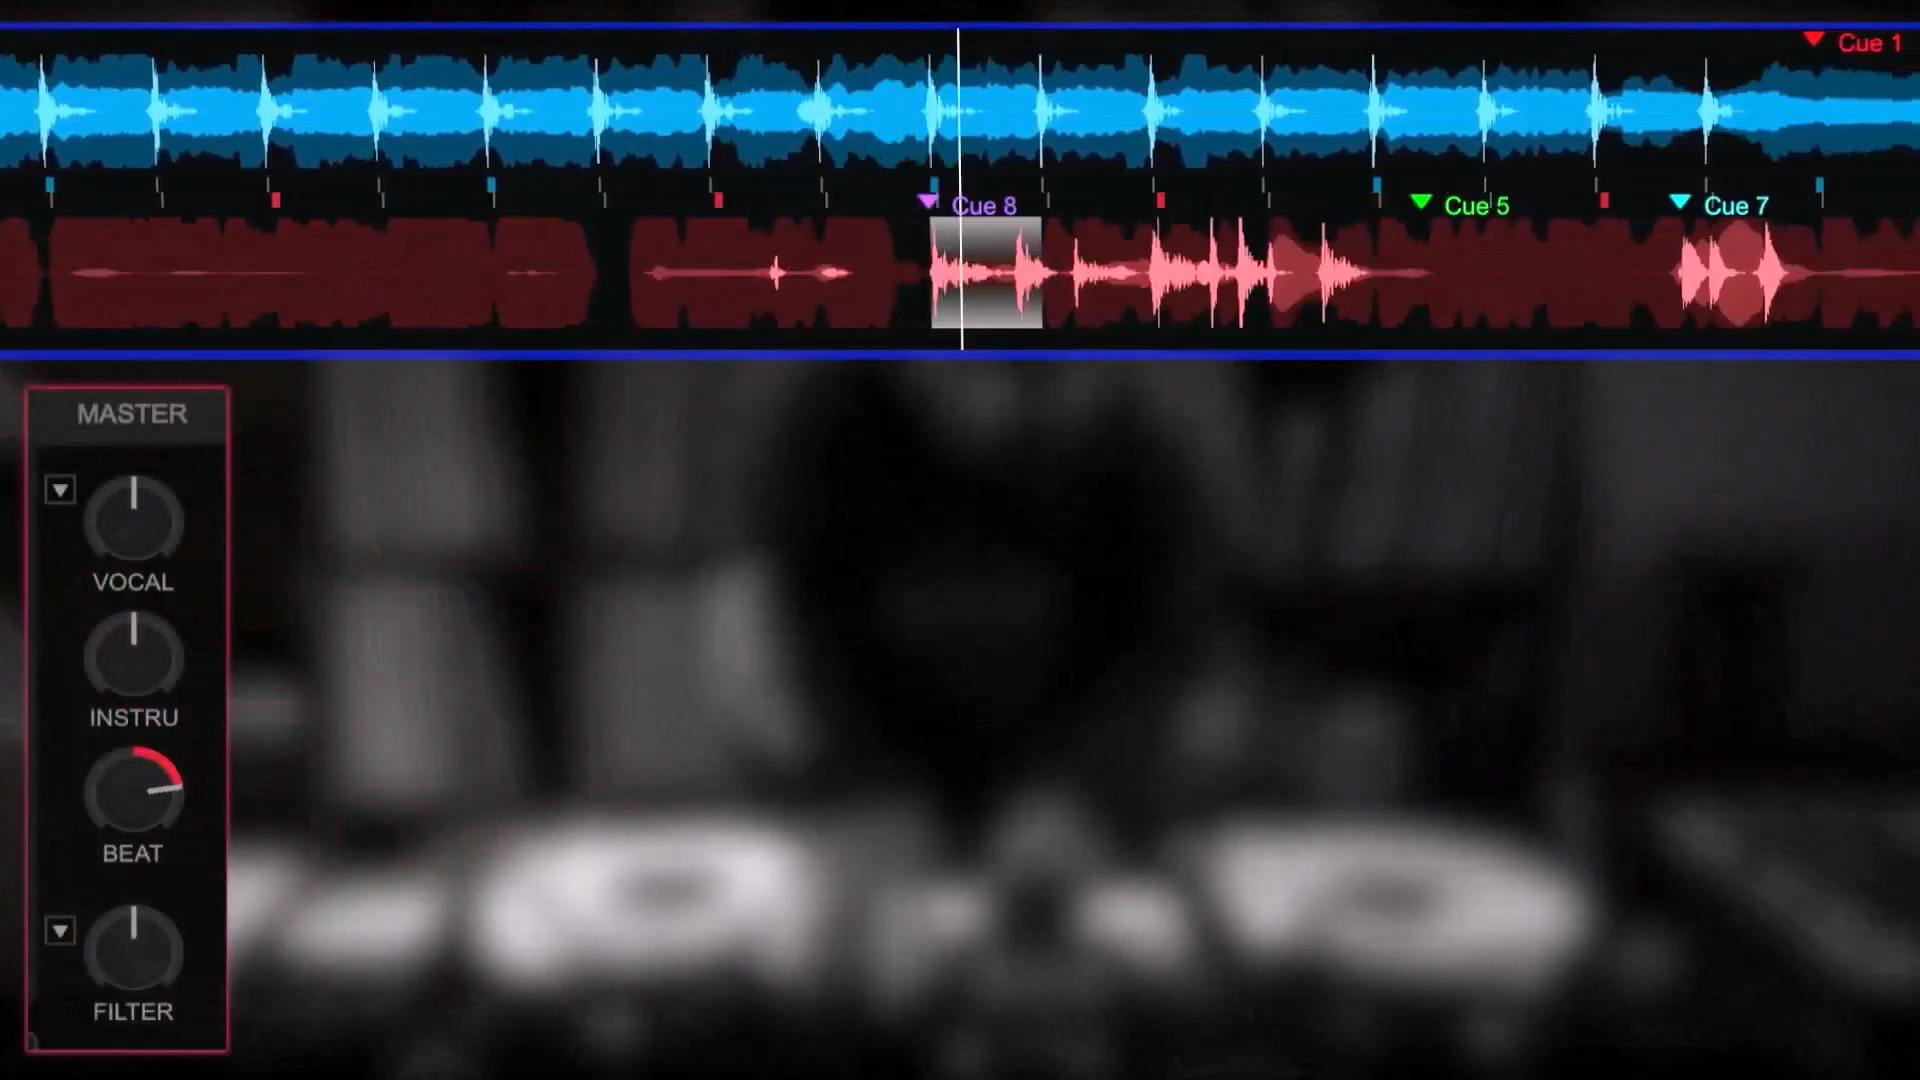 Cue 1
Cue 8
Cue 5
Cue 7
MASTER
VOCAL
INSTRU
BEAT
FILTER